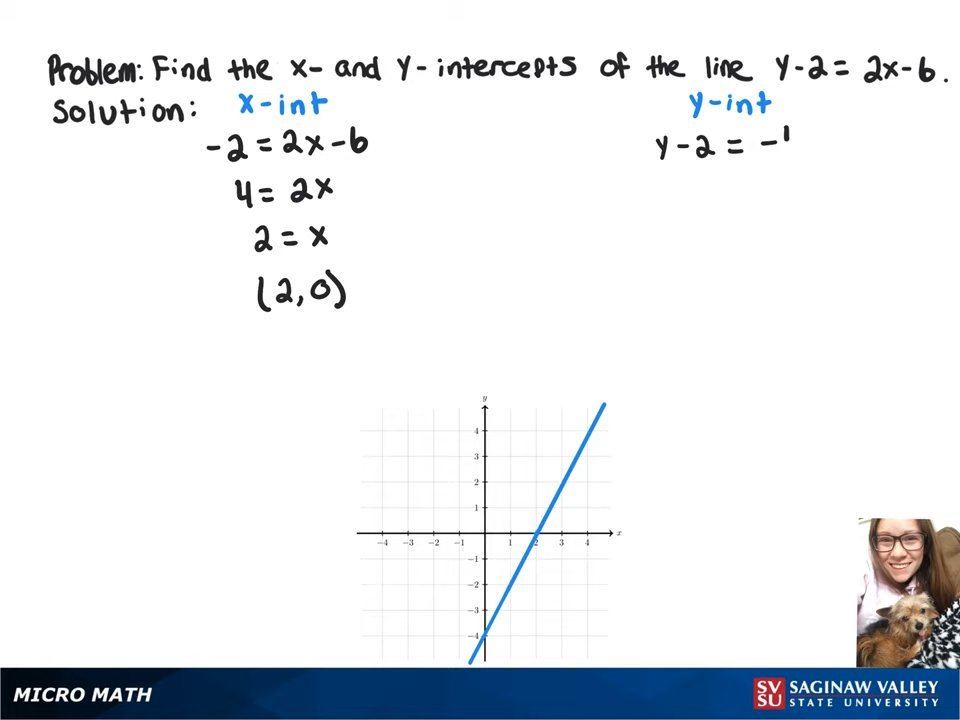 Problem: Find the x- and y-intercepts of the line y-2 = 2x-6.
Solution: x-int y-int
-2 = 2x-6 y-2 = -
4 = 2x
2 = x
(2,0)
y
4
3
2
1
-4 -3 -2 -1 1 2 3 4 x
-1
-2
-3
-4
MICRO MATH SVSU SAGINAW VALLEY STATE UNIVERSITY